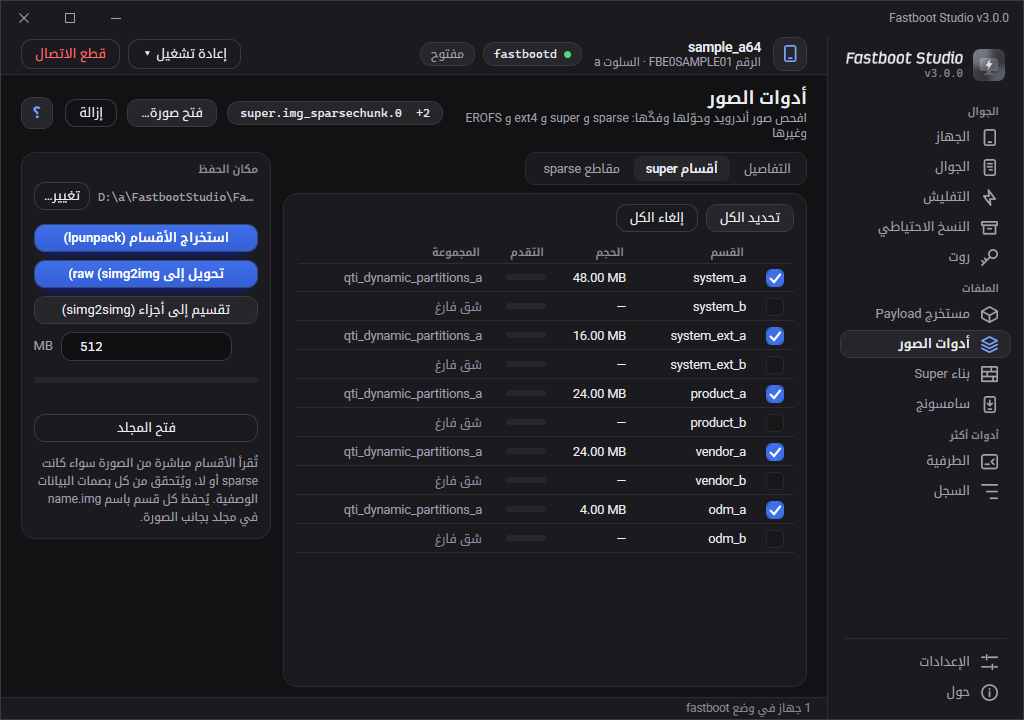 Fastboot Studio v3.0.0
Fastboot Studio
v3.0.0
الجوال
الجهاز
الجوال
التفليش
النسخ الاحتياطي
روت
الملفات
مستخرج Payload
أدوات الصور
بناء Super
سامسونج
أدوات أكثر
الطرفية
السجل
الإعدادات
حول
sample_a64
الرقم FBE0SAMPLE01 · السلوت a
fastbootd
مفتوح
إعادة تشغيل ▾
قطع الاتصال
أدوات الصور
افحص صور أندرويد وحوّلها وفكّها: sparse و super و ext4 و EROFS
وغيرها
super.img_sparsechunk.0 +2
فتح صورة...
إزالة
؟
التفاصيل
أقسام super
مقاطع sparse
تحديد الكل
إلغاء الكل
القسم الحجم التقدم المجموعة
system_a 48.00 MB qti_dynamic_partitions_a
system_b — شق فارغ
system_ext_a 16.00 MB qti_dynamic_partitions_a
system_ext_b — شق فارغ
product_a 24.00 MB qti_dynamic_partitions_a
product_b — شق فارغ
vendor_a 24.00 MB qti_dynamic_partitions_a
vendor_b — شق فارغ
odm_a 4.00 MB qti_dynamic_partitions_a
odm_b — شق فارغ
مكان الحفظ
D:\a\FastbootStudio\Fa…
تغيير...
استخراج الأقسام (lpunpack)
تحويل إلى raw (simg2img)
تقسيم إلى أجزاء (simg2simg)
512 MB
فتح المجلد
تُقرأ الأقسام مباشرة من الصورة سواء كانت
sparse أو لا، ويُتحقق من كل بصمات البيانات
الوصفية. يُحفظ كل قسم باسم name.img
في مجلد بجانب الصورة.
1 جهاز في وضع fastboot